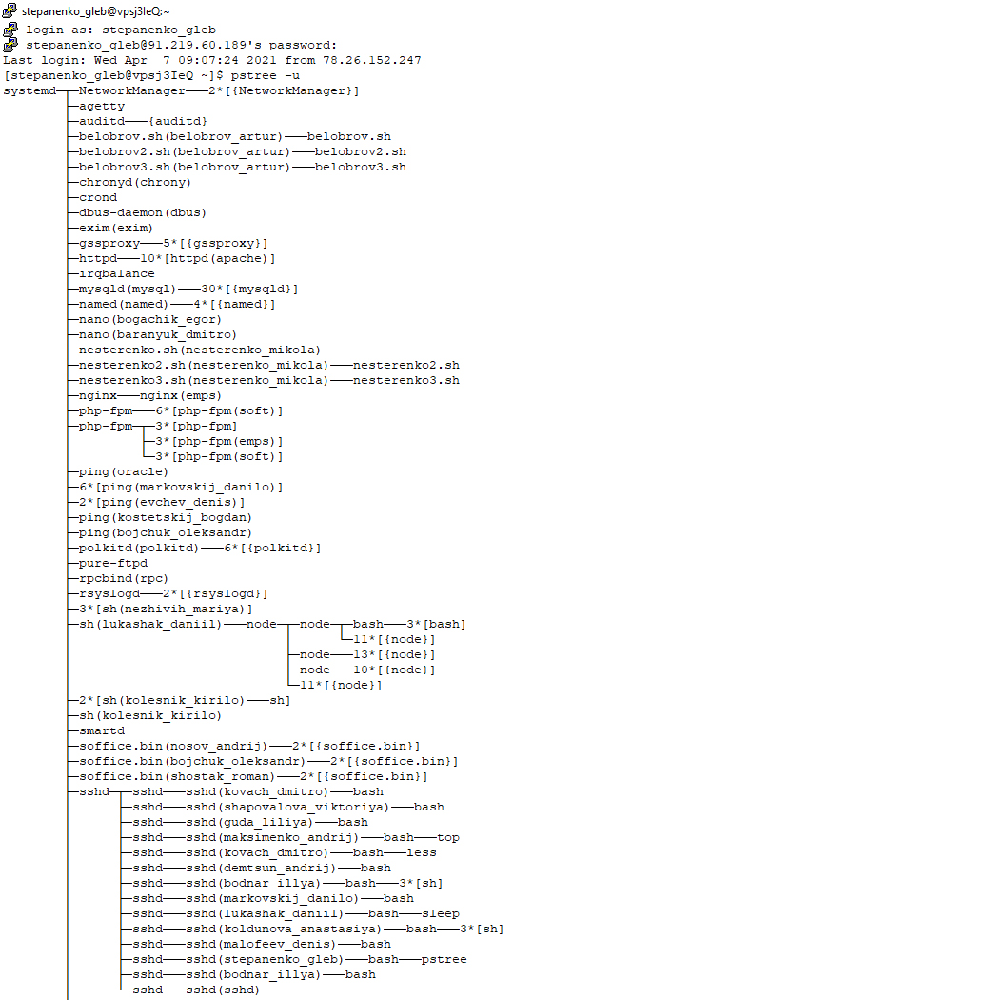 stepanenko_gleb@vpsj3IeQ:~
login as: stepanenko_gleb
stepanenko_gleb@91.219.60.189's password:
Last login: Wed Apr  7 09:07:24 2021 from 78.26.152.247
[stepanenko_gleb@vpsj3IeQ ~]$ pstree -u
systemd─┬─NetworkManager───2*[{NetworkManager}]
        ├─agetty
        ├─auditd───{auditd}
        ├─belobrov.sh(belobrov_artur)───belobrov.sh
        ├─belobrov2.sh(belobrov_artur)───belobrov2.sh
        ├─belobrov3.sh(belobrov_artur)───belobrov3.sh
        ├─chronyd(chrony)
        ├─crond
        ├─dbus-daemon(dbus)
        ├─exim(exim)
        ├─gssproxy───5*[{gssproxy}]
        ├─httpd───10*[httpd(apache)]
        ├─irqbalance
        ├─mysqld(mysql)───30*[{mysqld}]
        ├─named(named)───4*[{named}]
        ├─nano(bogachik_egor)
        ├─nano(baranyuk_dmitro)
        ├─nesterenko.sh(nesterenko_mikola)
        ├─nesterenko2.sh(nesterenko_mikola)───nesterenko2.sh
        ├─nesterenko3.sh(nesterenko_mikola)───nesterenko3.sh
        ├─nginx───nginx(emps)
        ├─php-fpm───6*[php-fpm(soft)]
        ├─php-fpm─┬─3*[php-fpm]
        │         ├─3*[php-fpm(emps)]
        │         └─3*[php-fpm(soft)]
        ├─ping(oracle)
        ├─6*[ping(markovskij_danilo)]
        ├─2*[ping(evchev_denis)]
        ├─ping(kostetskij_bogdan)
        ├─ping(bojchuk_oleksandr)
        ├─polkitd(polkitd)───6*[{polkitd}]
        ├─pure-ftpd
        ├─rpcbind(rpc)
        ├─rsyslogd───2*[{rsyslogd}]
        ├─3*[sh(nezhivih_mariya)]
        ├─sh(lukashak_daniil)───node─┬─node─┬─bash───3*[bash]
        │                            │      └─11*[{node}]
        │                            ├─node───13*[{node}]
        │                            ├─node───10*[{node}]
        │                            └─11*[{node}]
        ├─2*[sh(kolesnik_kirilo)───sh]
        ├─sh(kolesnik_kirilo)
        ├─smartd
        ├─soffice.bin(nosov_andrij)───2*[{soffice.bin}]
        ├─soffice.bin(bojchuk_oleksandr)───2*[{soffice.bin}]
        ├─soffice.bin(shostak_roman)───2*[{soffice.bin}]
        ├─sshd─┬─sshd───sshd(kovach_dmitro)───bash
        │      ├─sshd───sshd(shapovalova_viktoriya)───bash
        │      ├─sshd───sshd(guda_liliya)───bash
        │      ├─sshd───sshd(maksimenko_andrij)───bash───top
        │      ├─sshd───sshd(kovach_dmitro)───bash───less
        │      ├─sshd───sshd(demtsun_andrij)───bash
        │      ├─sshd───sshd(bodnar_illya)───bash───3*[sh]
        │      ├─sshd───sshd(markovskij_danilo)───bash
        │      ├─sshd───sshd(lukashak_daniil)───bash───sleep
        │      ├─sshd───sshd(koldunova_anastasiya)───bash───3*[sh]
        │      ├─sshd───sshd(malofeev_denis)───bash
        │      ├─sshd───sshd(stepanenko_gleb)───bash───pstree
        │      ├─sshd───sshd(bodnar_illya)───bash
        │      └─sshd───sshd(sshd)